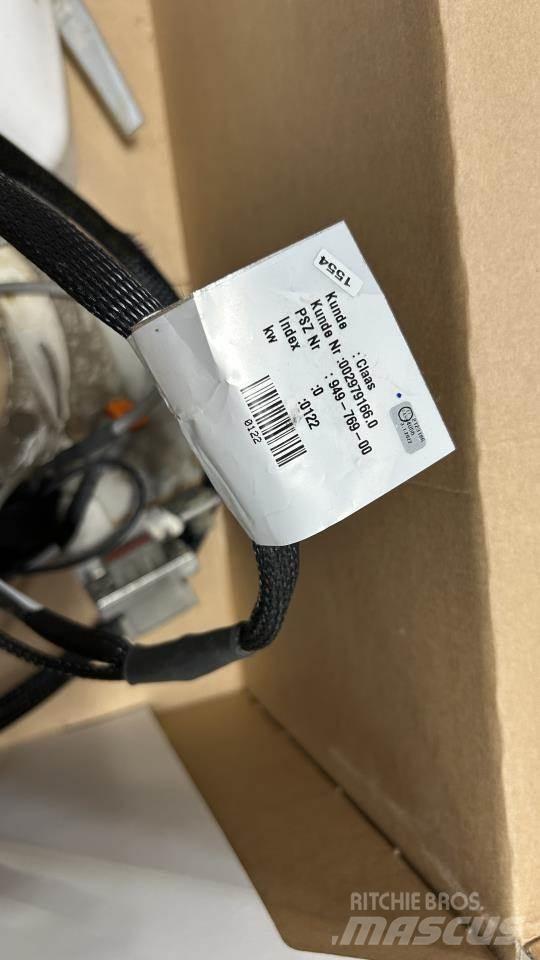 1554
Kunde : Claas
Kunde Nr :002979166.0
PSZ Nr : 949-769-00
Index :0
kw :0122
0122
RITCHIE BROS.
MASCUS